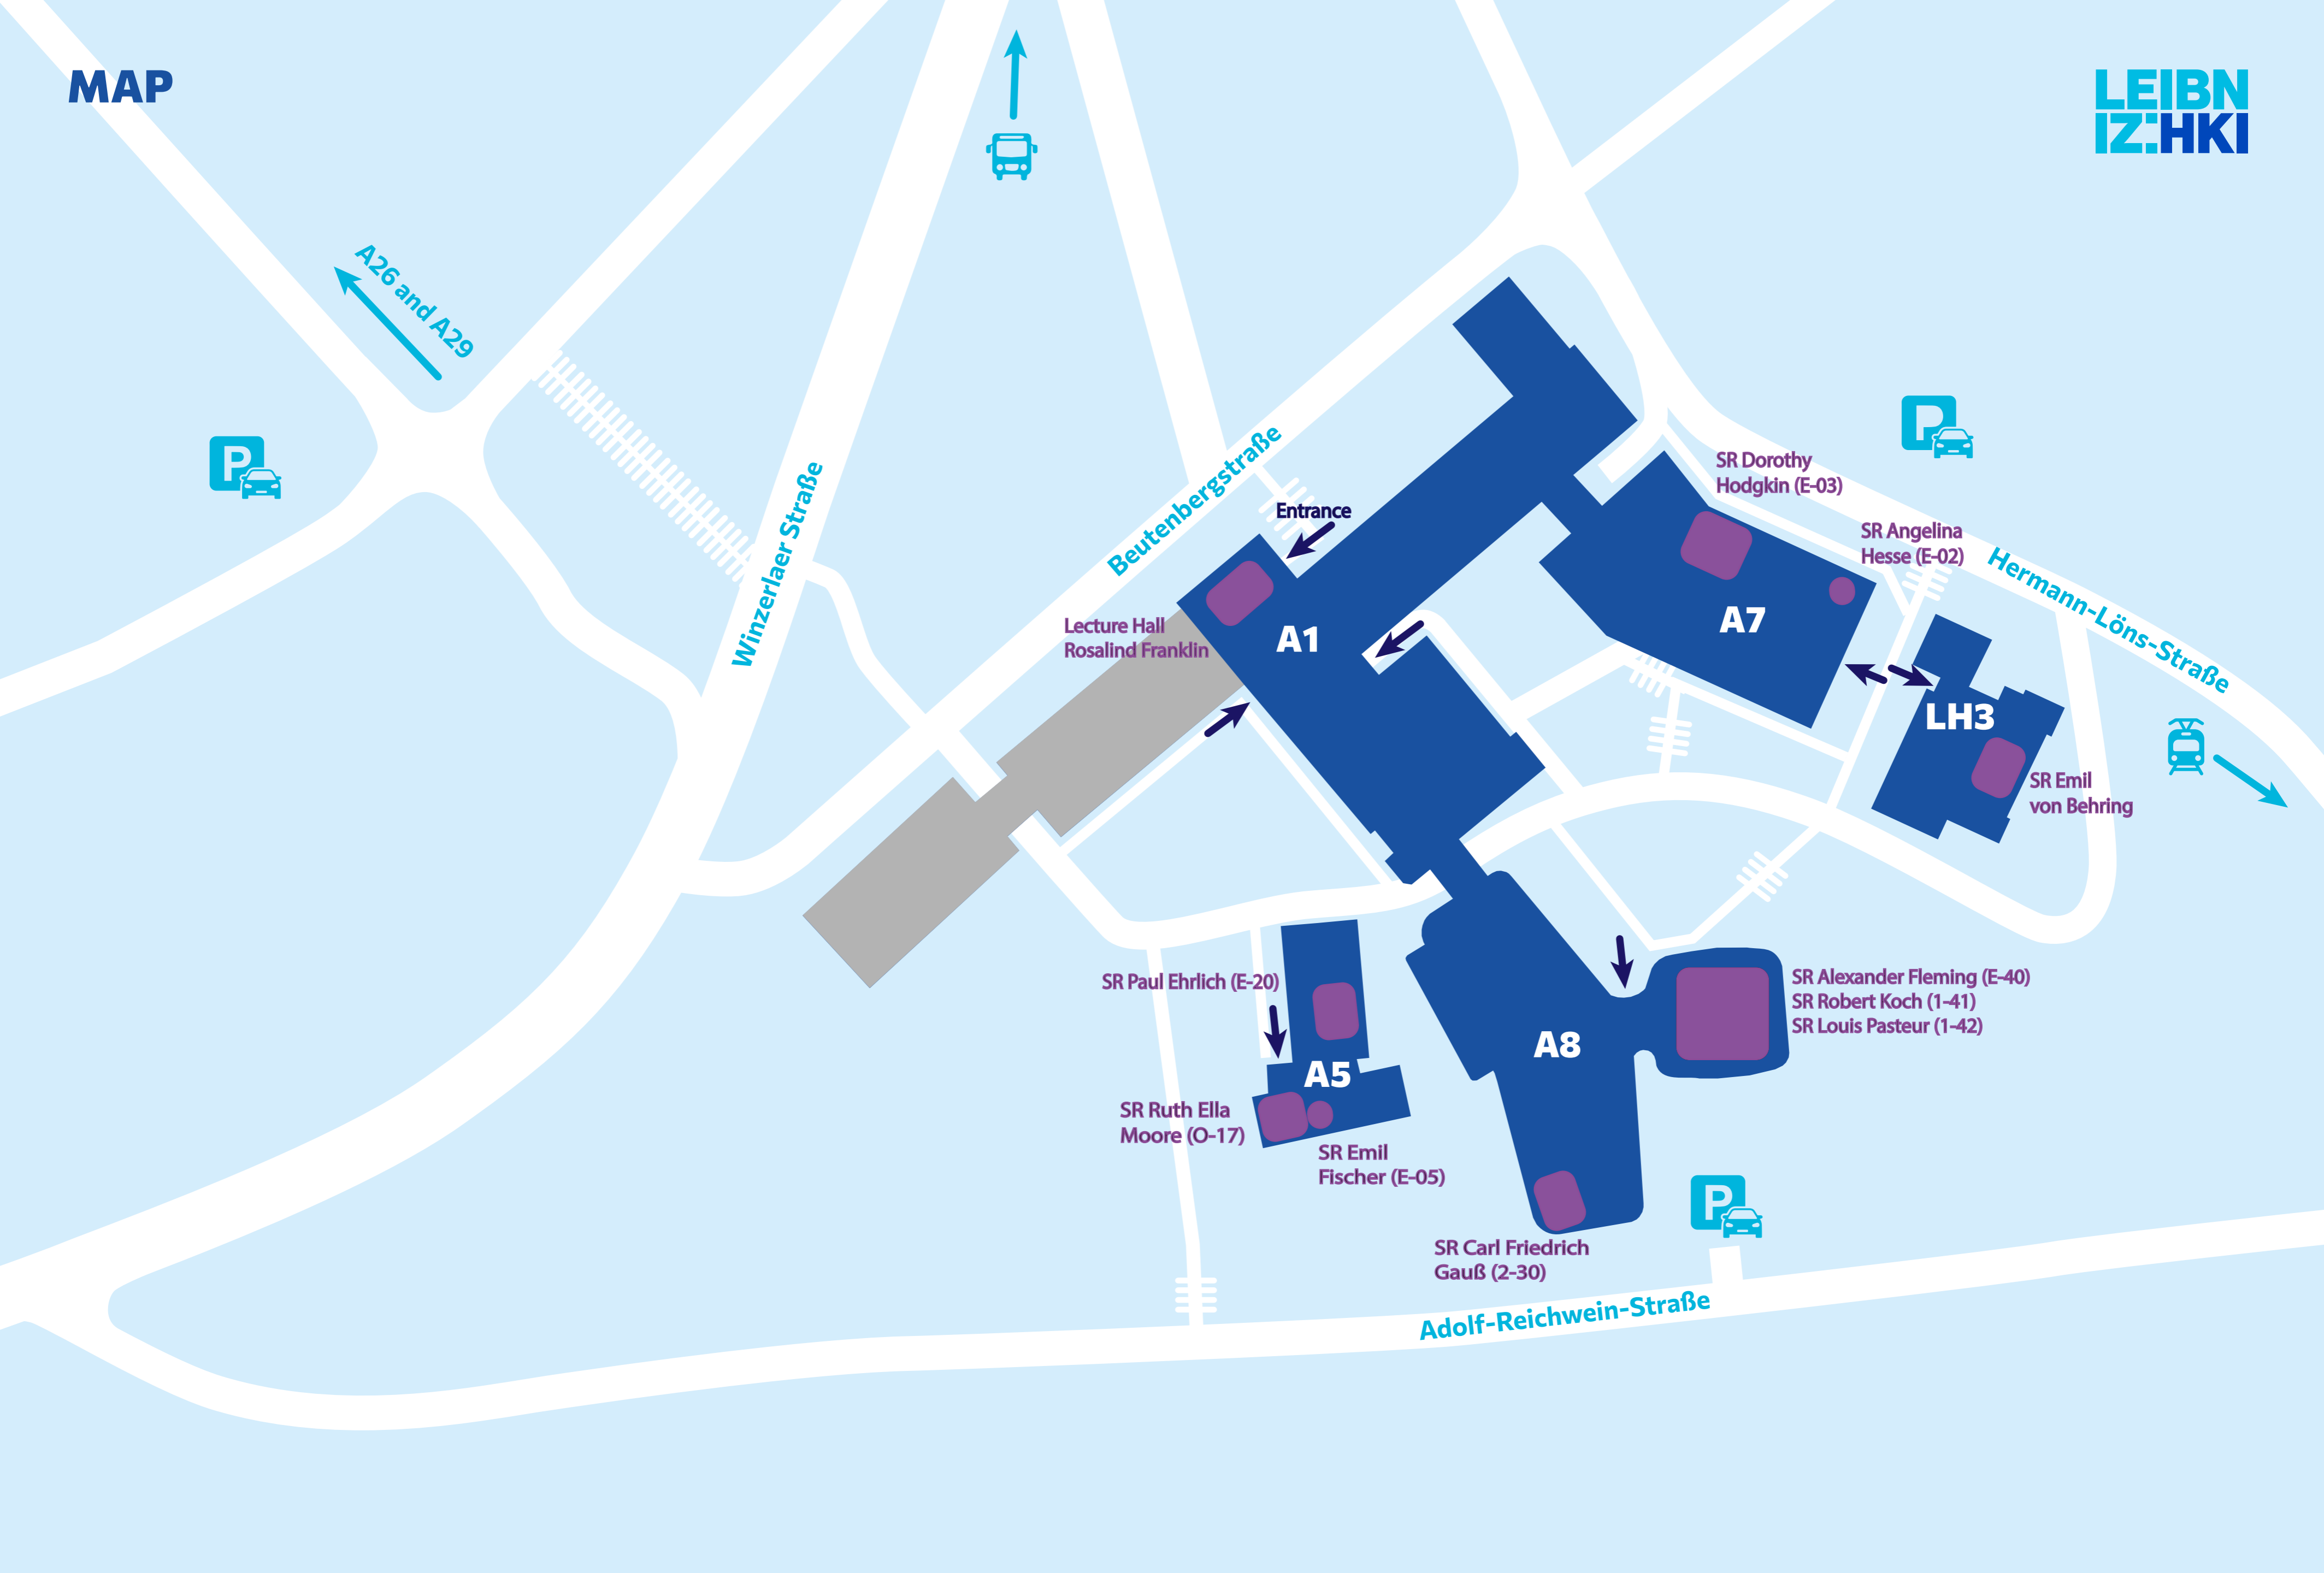 MAP
LEIBN
IZ HKI
A26 and A29
P
P
Winzerlaer Straße
Beutenbergstraße
Entrance
SR Dorothy
Hodgkin (E-03)
SR Angelina
Hesse (E-02)
Hermann-Löns-Straße
Lecture Hall
Rosalind Franklin
A1
A7
LH3
SR Emil
von Behring
SR Paul Ehrlich (E-20)
SR Alexander Fleming (E-40)
SR Robert Koch (1-41)
SR Louis Pasteur (1-42)
A8
A5
SR Ruth Ella
Moore (O-17)
SR Emil
Fischer (E-05)
P
SR Carl Friedrich
Gauß (2-30)
Adolf-Reichwein-Straße